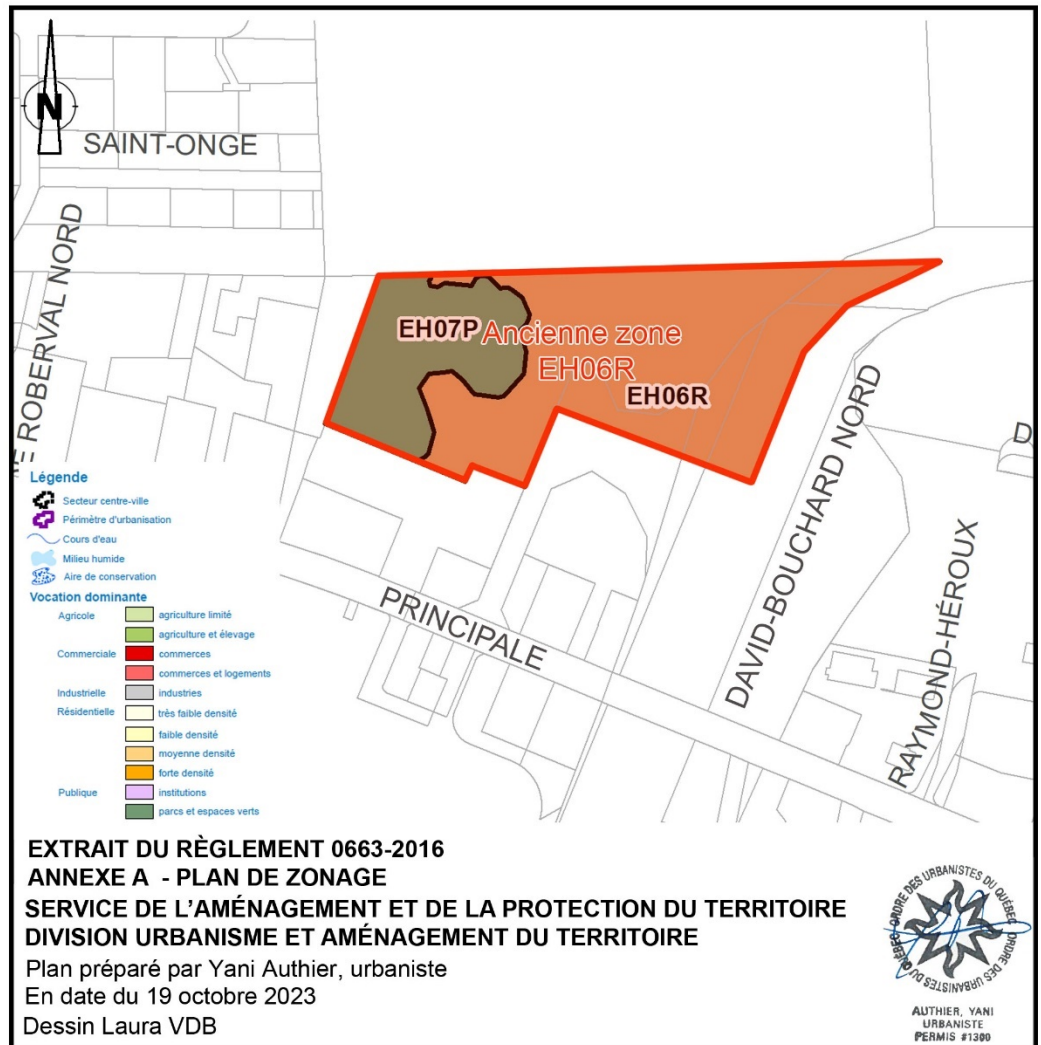 N
SAINT-ONGE
ROBERVAL NORD
EH07P
Ancienne zone
EH06R
EH06R
DAVID-BOUCHARD NORD
D
RAYMOND-HÉROUX
PRINCIPALE
Légende
Secteur centre-ville
Périmètre d'urbanisation
Cours d'eau
Milieu humide
Aire de conservation
Vocation dominante
Agricole agriculture limité
agriculture et élevage
Commerciale commerces
commerces et logements
Industrielle industries
Résidentielle très faible densité
faible densité
moyenne densité
forte densité
Publique institutions
parcs et espaces verts
EXTRAIT DU RÈGLEMENT 0663-2016
ANNEXE A - PLAN DE ZONAGE
SERVICE DE L'AMÉNAGEMENT ET DE LA PROTECTION DU TERRITOIRE
DIVISION URBANISME ET AMÉNAGEMENT DU TERRITOIRE
Plan préparé par Yani Authier, urbaniste
En date du 19 octobre 2023
Dessin Laura VDB
ORDRE DES URBANISTES DU QUÉBEC
ORDRE DES URBANISTES DU QUÉBEC
AUTHIER, YANI
URBANISTE
PERMIS #1300